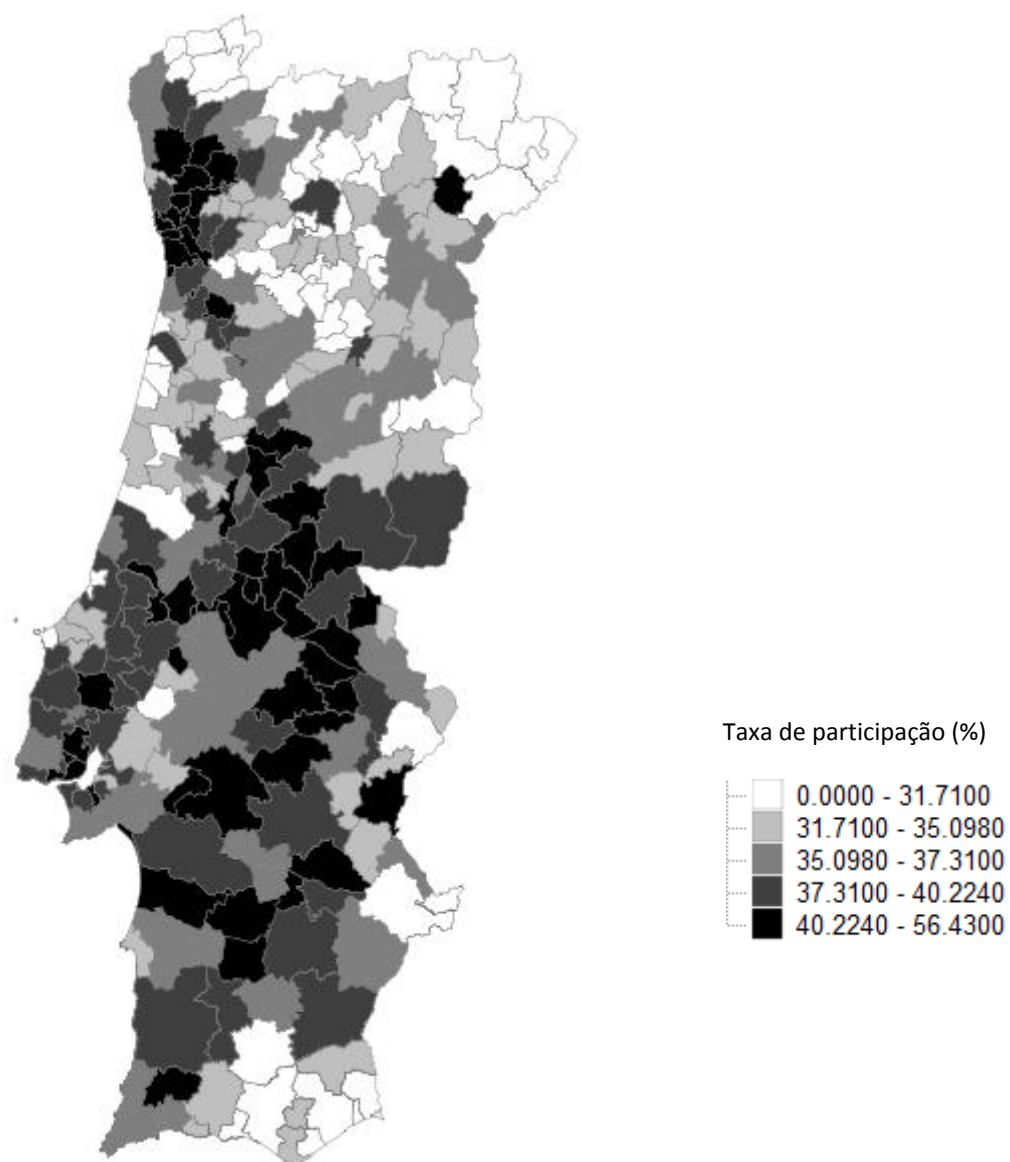 Taxa de participação (%)
0.0000 - 31.7100
31.7100 - 35.0980
35.0980 - 37.3100
37.3100 - 40.2240
40.2240 - 56.4300